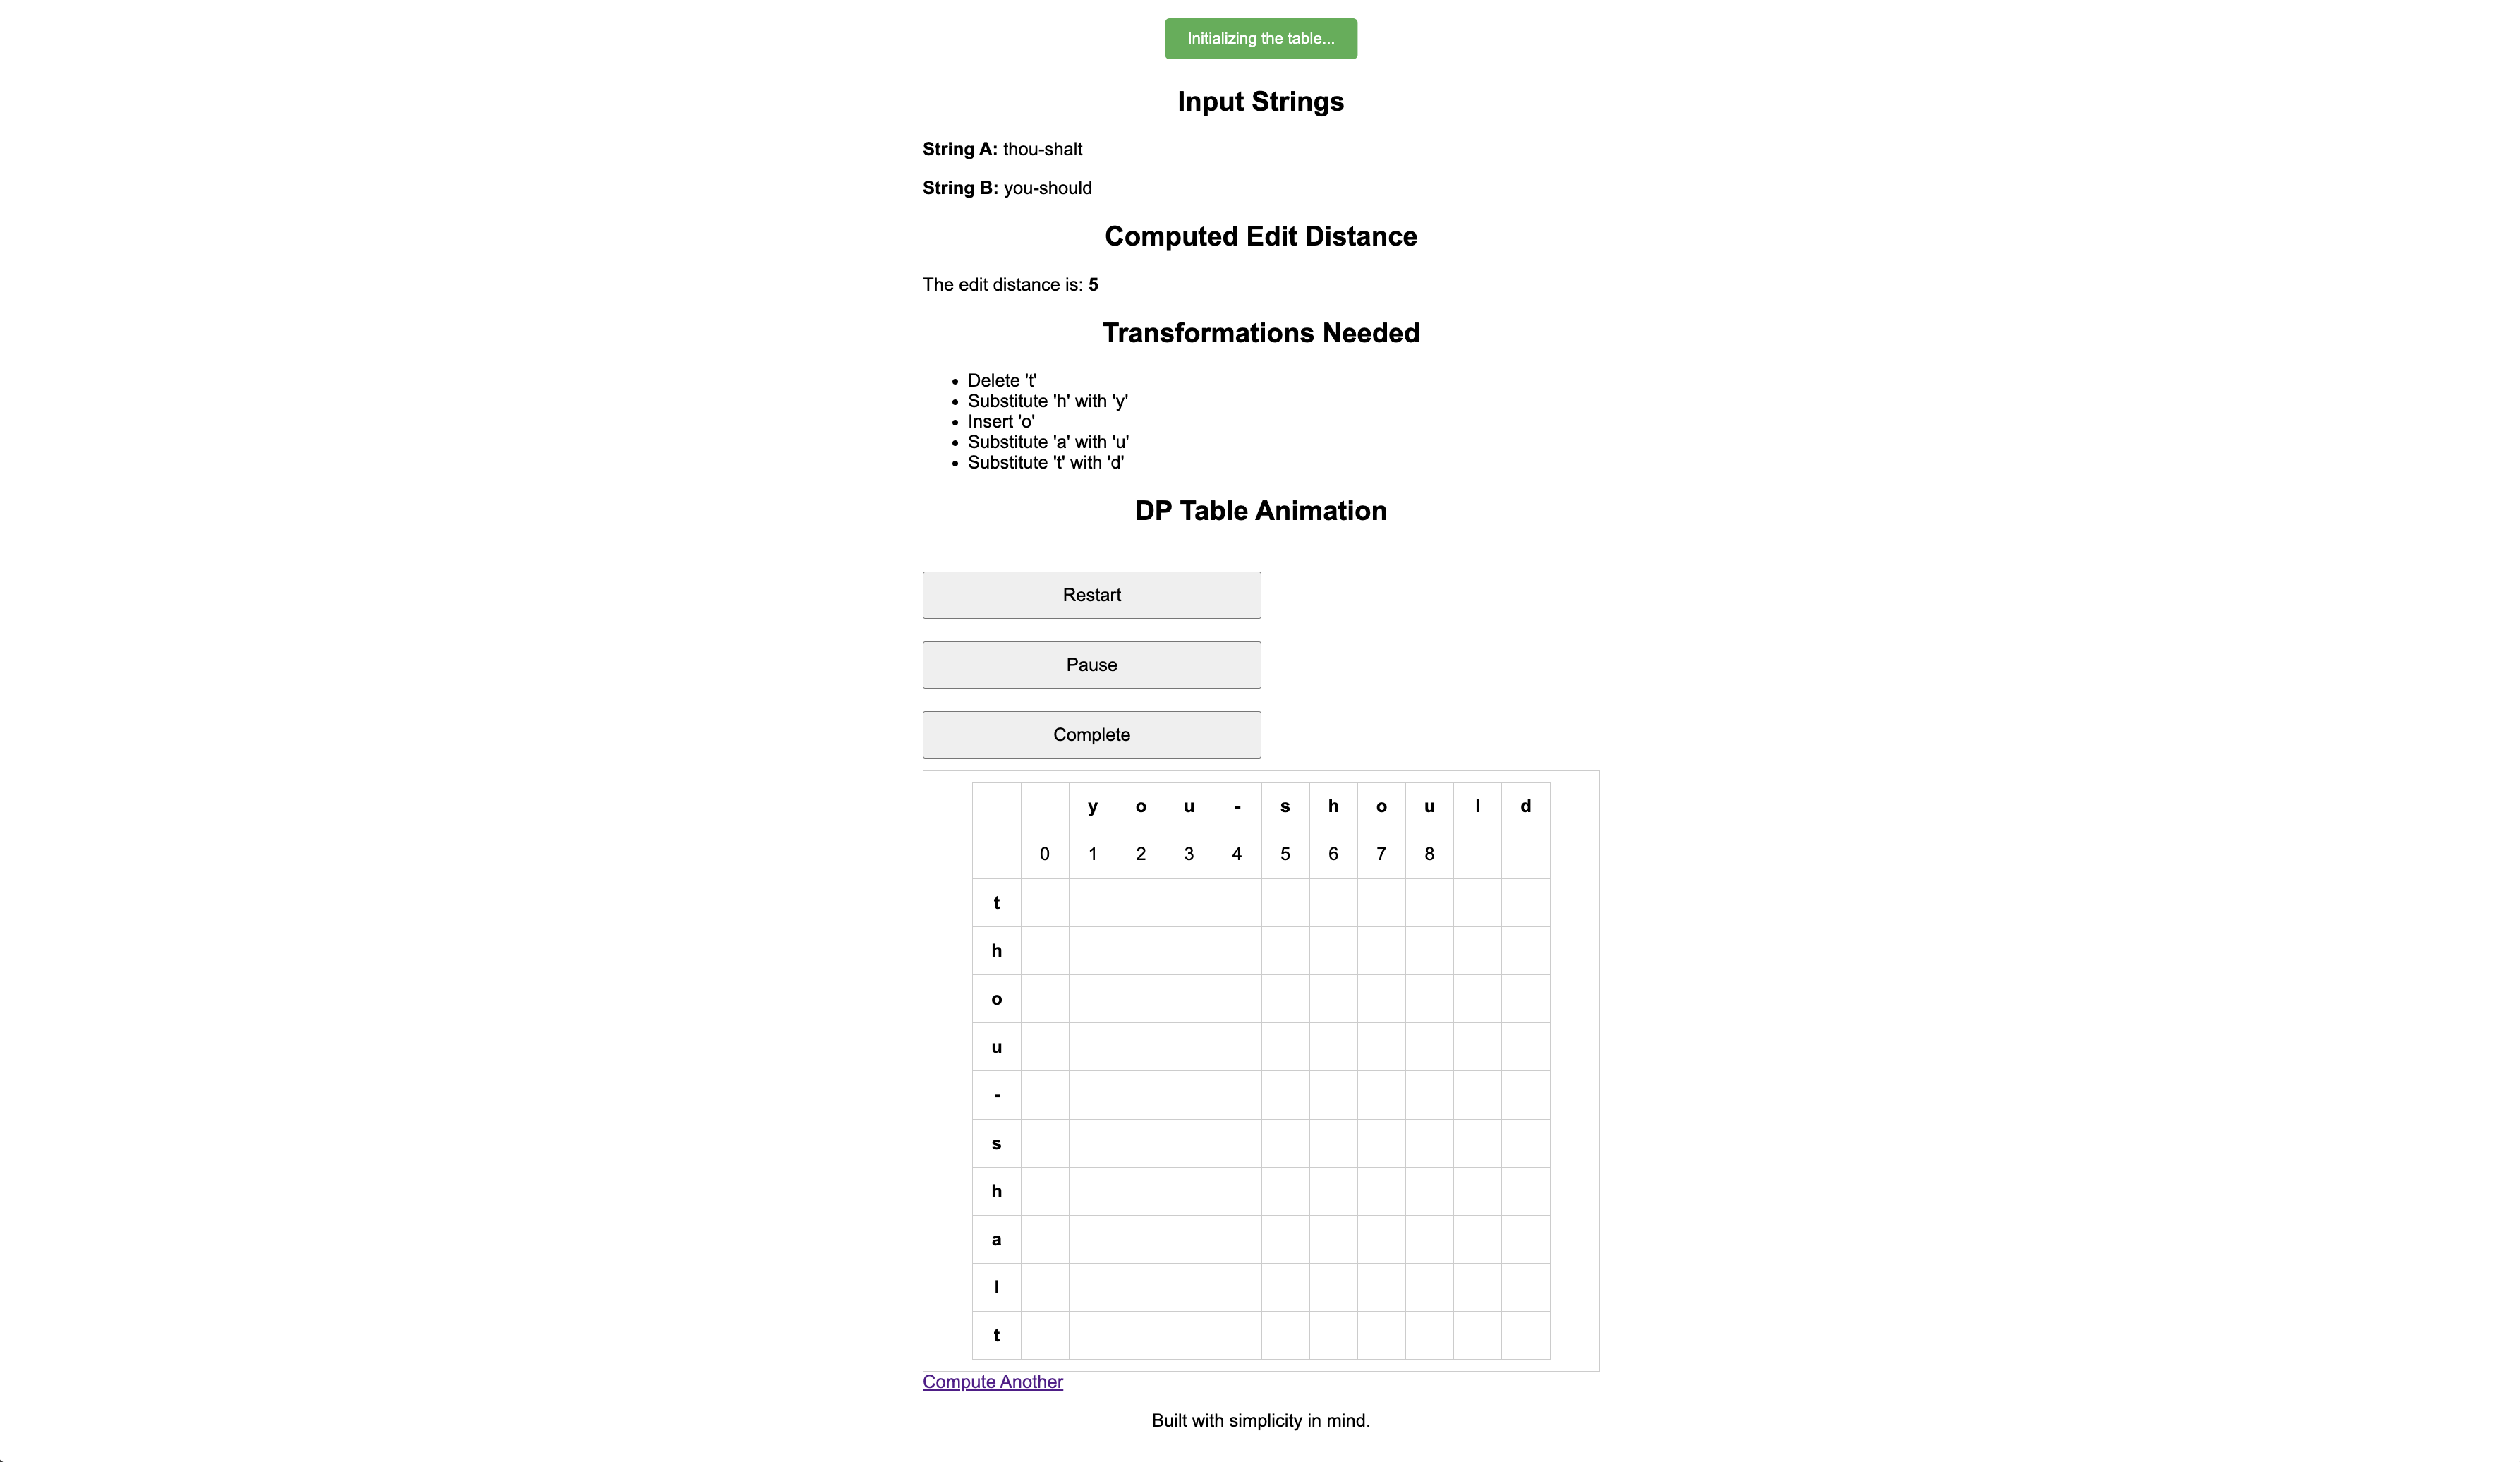 Initializing the table...
Input Strings
String A: thou-shalt
String B: you-should
Computed Edit Distance
The edit distance is: 5
Transformations Needed
• Delete 't'
• Substitute 'h' with 'y'
• Insert 'o'
• Substitute 'a' with 'u'
• Substitute 't' with 'd'
DP Table Animation
Restart
Pause
Complete
y o u - s h o u l d
0 1 2 3 4 5 6 7 8
t
h
o
u
-
s
h
a
l
t
Compute Another
Built with simplicity in mind.